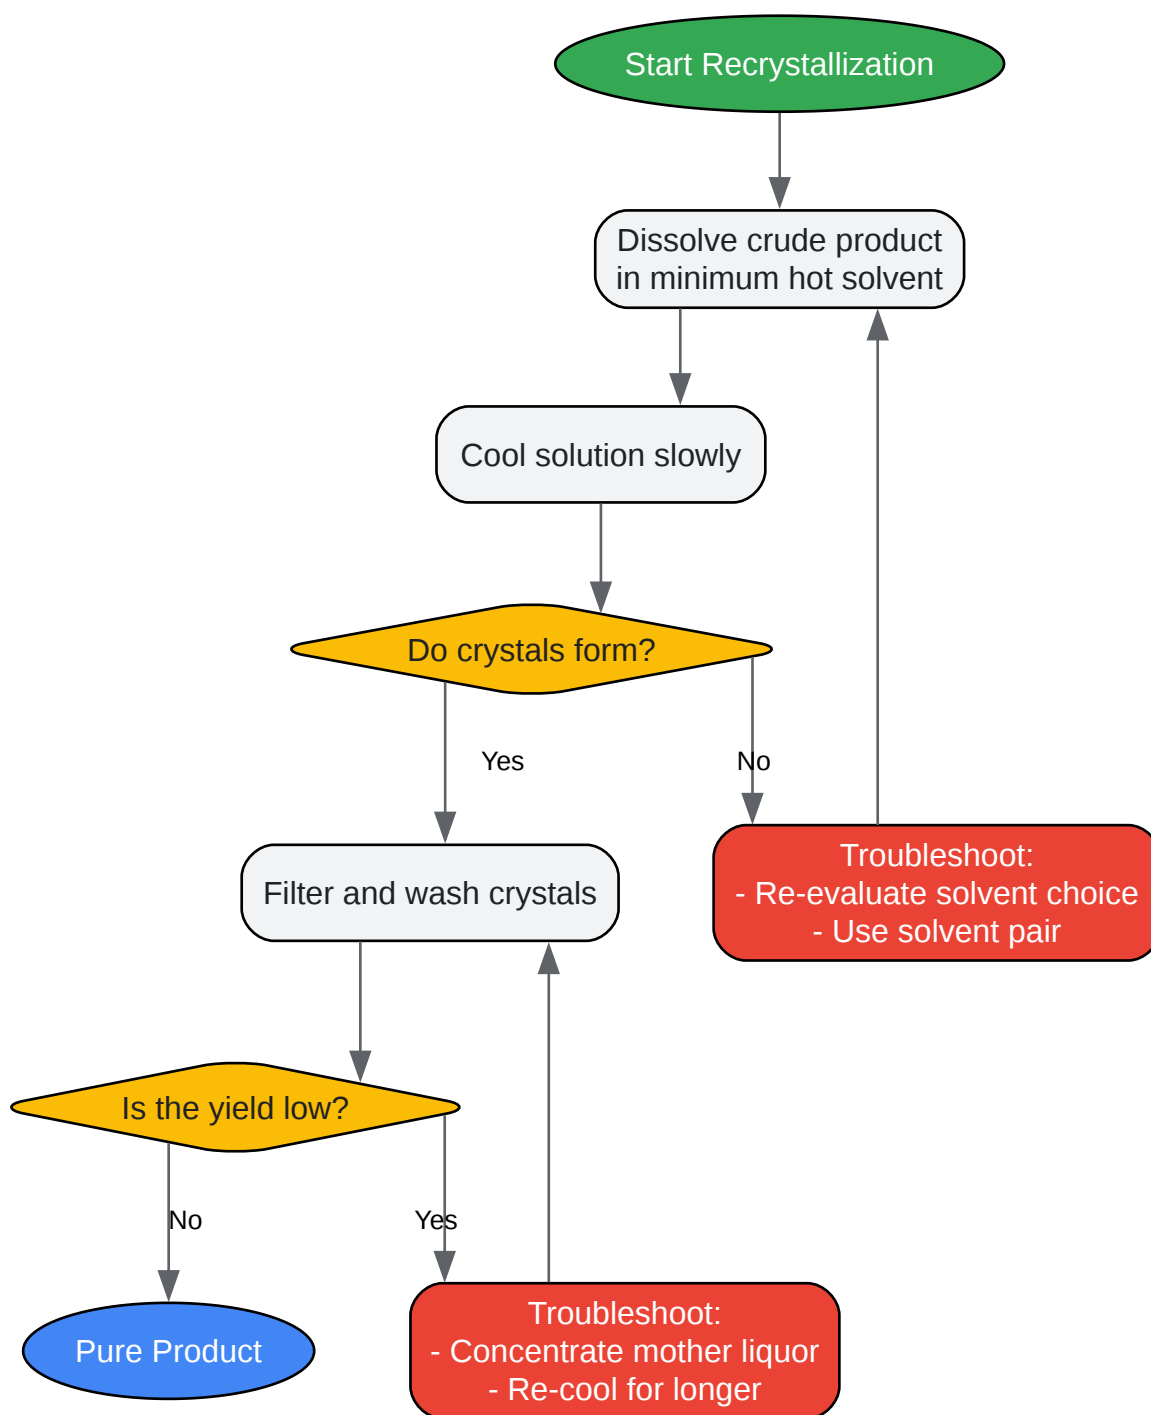 Start Recrystallization
Dissolve crude product
in minimum hot solvent
Cool solution slowly
Do crystals form?
Yes
No
Troubleshoot:
- Re-evaluate solvent choice
- Use solvent pair
Filter and wash crystals
Is the yield low?
No
Yes
Pure Product
Troubleshoot:
- Concentrate mother liquor
- Re-cool for longer